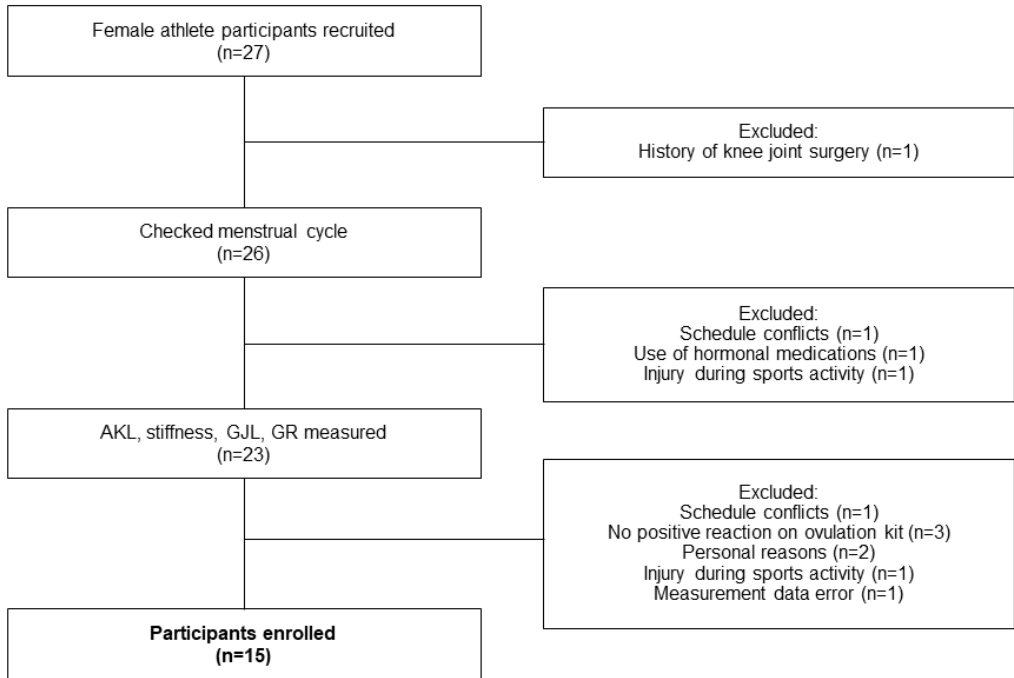 Female athlete participants recruited
(n=27)
Excluded:
History of knee joint surgery (n=1)
Checked menstrual cycle
(n=26)
Excluded:
Schedule conflicts (n=1)
Use of hormonal medications (n=1)
Injury during sports activity (n=1)
AKL, stiffness, GJL, GR measured
(n=23)
Excluded:
Schedule conflicts (n=1)
No positive reaction on ovulation kit (n=3)
Personal reasons (n=2)
Injury during sports activity (n=1)
Measurement data error (n=1)
Participants enrolled
(n=15)